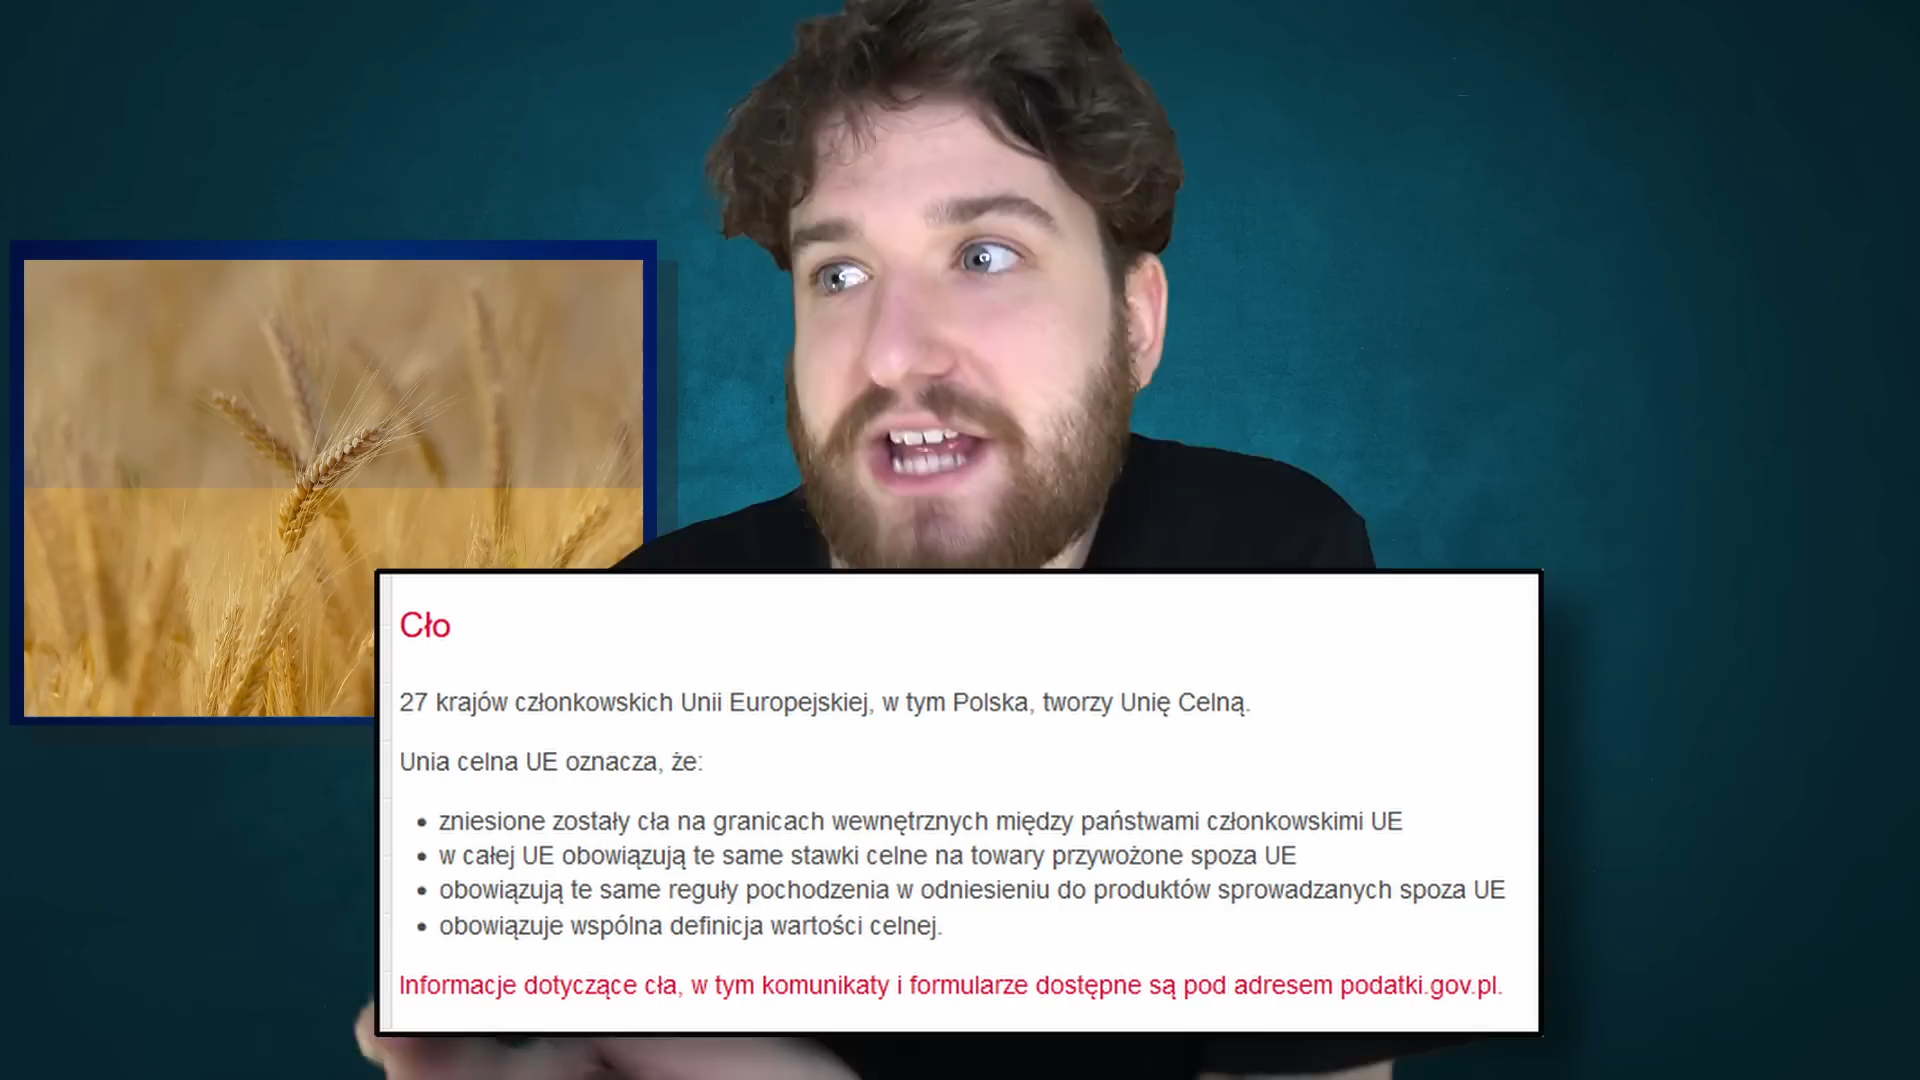 Cło
27 krajów członkowskich Unii Europejskiej, w tym Polska, tworzy Unię Celną.
Unia celna UE oznacza, że:
• zniesione zostały cła na granicach wewnętrznych między państwami członkowskimi UE
• w całej UE obowiązują te same stawki celne na towary przywożone spoza UE
• obowiązują te same reguły pochodzenia w odniesieniu do produktów sprowadzanych spoza UE
• obowiązuje wspólna definicja wartości celnej.
Informacje dotyczące cła, w tym komunikaty i formularze dostępne są pod adresem podatki.gov.pl.